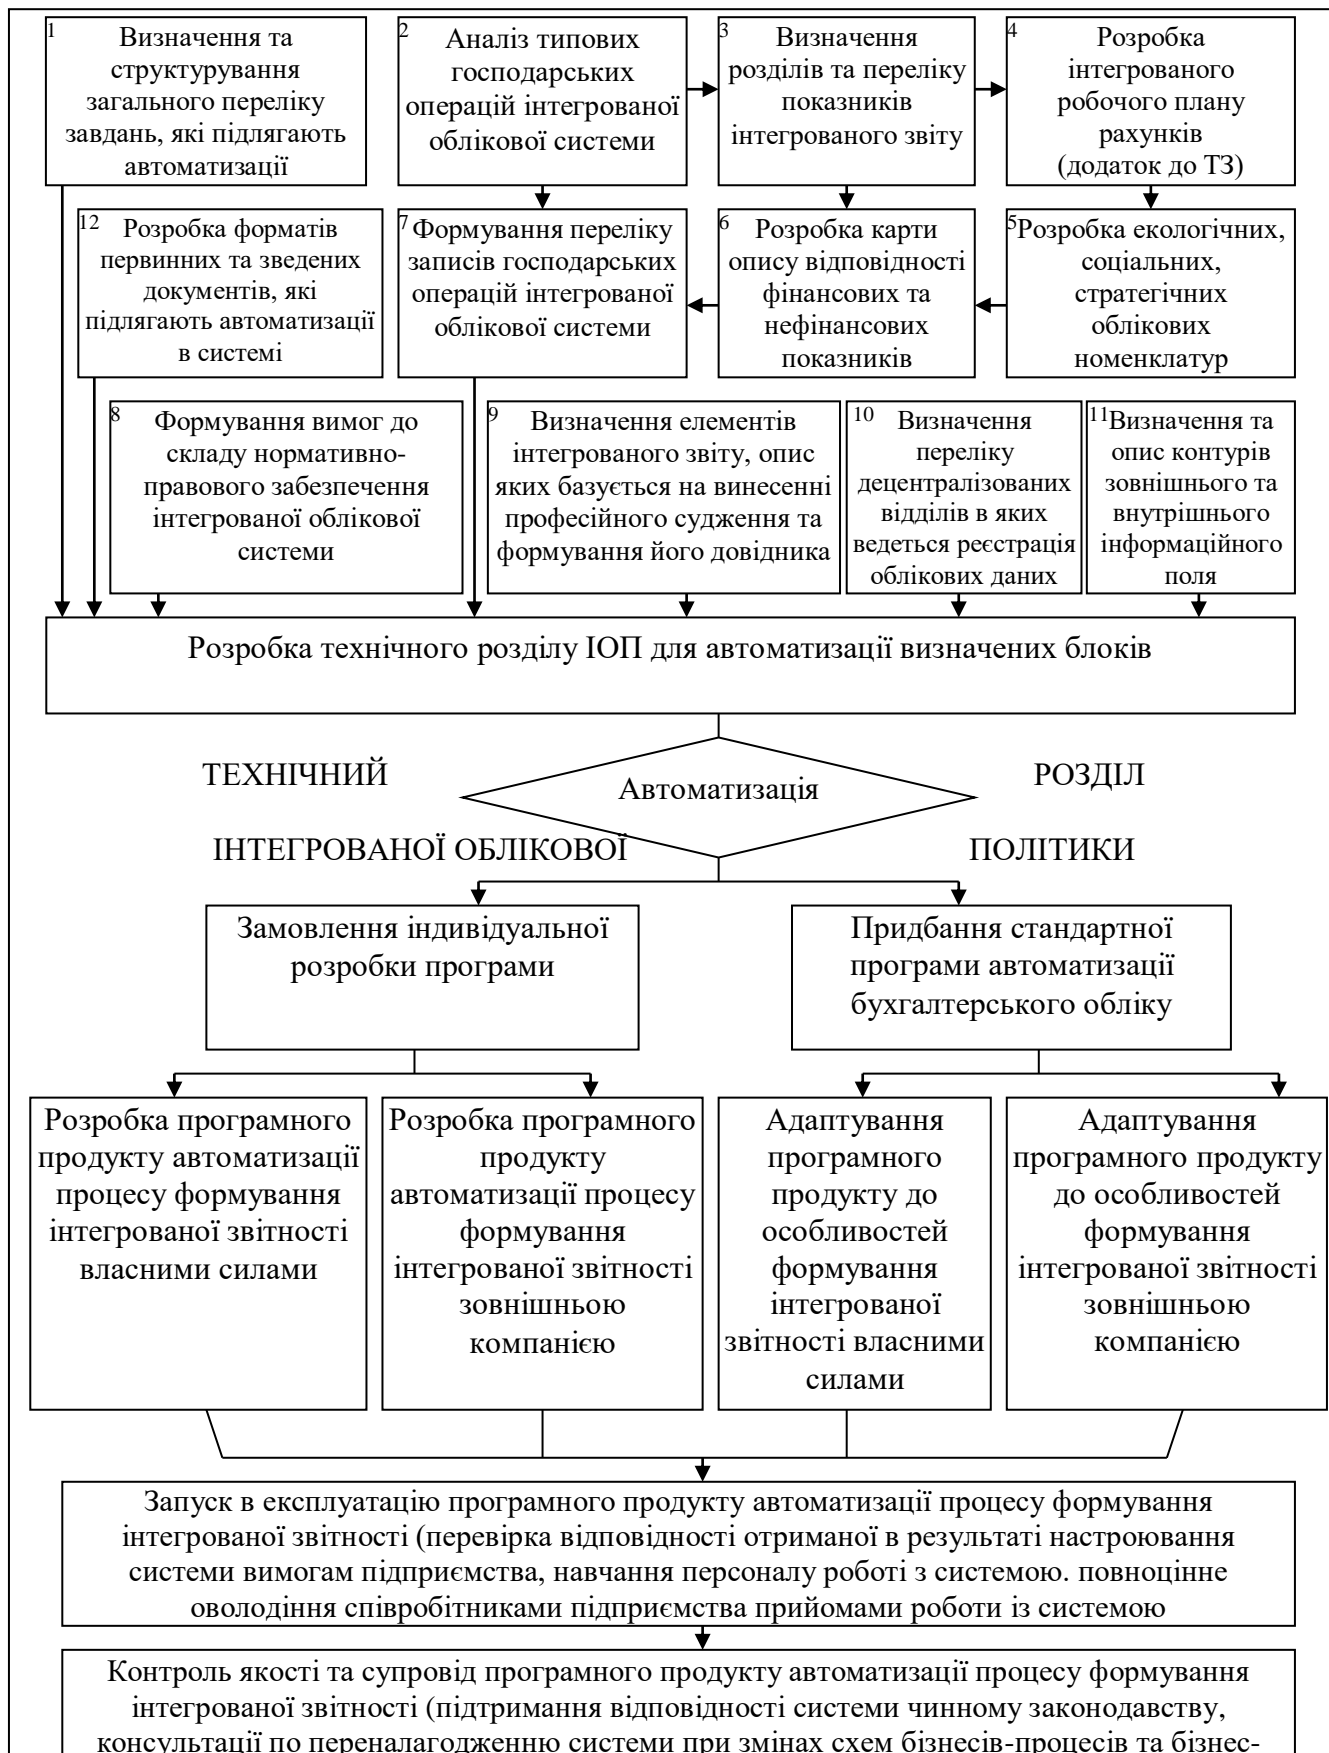 1
Визначення та
структурування
загального переліку
завдань, які підлягають
автоматизації
2
Аналіз типових
господарських
операцій інтегрованої
облікової системи
3
Визначення
розділів та переліку
показників
інтегрованого звіту
4
Розробка
інтегрованого
робочого плану
рахунків
(додаток до ТЗ)
12
Розробка форматів
первинних та зведених
документів, які
підлягають автоматизації
в системі
7
Формування переліку
записів господарських
операцій інтегрованої
облікової системи
6
Розробка карти
опису відповідності
фінансових та
нефінансових
показників
5
Розробка екологічних,
соціальних,
стратегічних
облікових
номенклатур
8
Формування вимог до
складу нормативно-
правового забезпечення
інтегрованої облікової
системи
9
Визначення елементів
інтегрованого звіту, опис
яких базується на винесенні
професійного судження та
формування його довідника
10
Визначення
переліку
децентралізованих
відділів в яких
ведеться реєстрація
облікових даних
11
Визначення та
опис контурів
зовнішнього та
внутрішнього
інформаційного
поля
Розробка технічного розділу ІОП для автоматизації визначених блоків
ТЕХНІЧНИЙ РОЗДІЛ
Автоматизація
ІНТЕГРОВАНОЇ ОБЛІКОВОЇ ПОЛІТИКИ
Замовлення індивідуальної
розробки програми
Придбання стандартної
програми автоматизації
бухгалтерського обліку
Розробка програмного
продукту автоматизації
процесу формування
інтегрованої звітності
власними силами
Розробка програмного
продукту
автоматизації процесу
формування
інтегрованої звітності
зовнішньою
компанією
Адаптування
програмного
продукту до
особливостей
формування
інтегрованої
звітності власними
силами
Адаптування
програмного продукту
до особливостей
формування
інтегрованої звітності
зовнішньою
компанією
Запуск в експлуатацію програмного продукту автоматизації процесу формування
інтегрованої звітності (перевірка відповідності отриманої в результаті настроювання
системи вимогам підприємства, навчання персоналу роботі з системою. повноцінне
оволодіння співробітниками підприємства прийомами роботи із системою
Контроль якості та супровід програмного продукту автоматизації процесу формування
інтегрованої звітності (підтримання відповідності системи чинному законодавству,
консультації по переналагодженню системи при змінах схем бізнесів-процесів та бізнес-